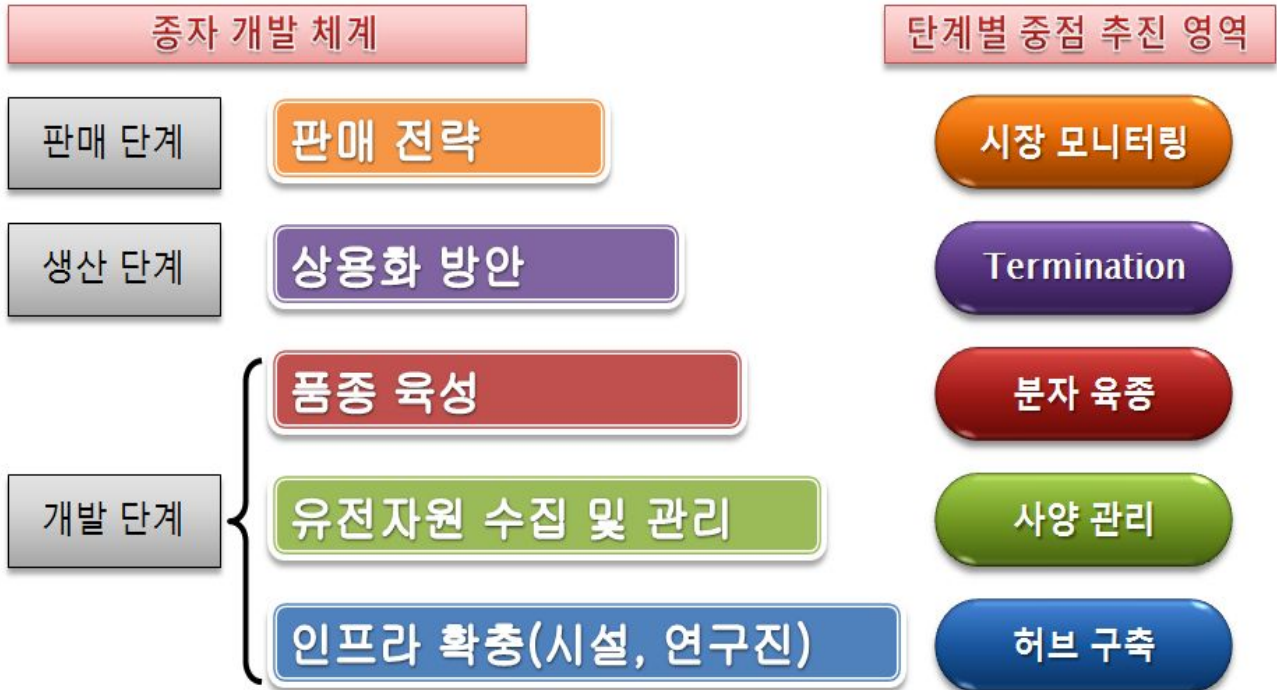 종자 개발 체계
단계별 중점 추진 영역
판매 단계
판매 전략
시장 모니터링
생산 단계
상용화 방안
Termination
품종 육성
분자 육종
개발 단계
유전자원 수집 및 관리
사양 관리
인프라 확충(시설, 연구진)
허브 구축